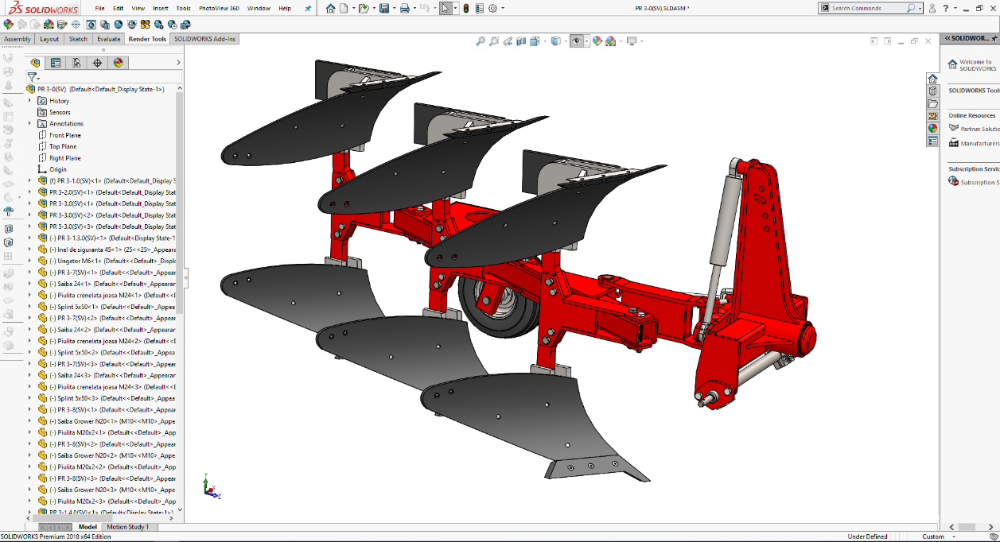 SOLIDWORKS File Edit View Insert Tools PhotoView 360 Window Help PR 3-0(SV).SLDASM * Search Commands
Assembly Layout Sketch Evaluate Render Tools SOLIDWORKS Add-Ins
SOLIDWOR...
PR 3-0(SV) (Default<Default_Display State-1>)
History
Sensors
Annotations
Front Plane
Top Plane
Right Plane
Origin
(f) PR 3-1.0(SV)<1> (Default<Default_Display S
PR 3-2.0(SV)<1> (Default<Default_Display Stat
PR 3-3.0(SV)<1> (Default<Default_Display Stat
PR 3-3.0(SV)<2> (Default<Default_Display Stat
PR 3-3.0(SV)<3> (Default<Default_Display Stat
(-) PR 3-1.3.0(SV)<1> (Default<Display State-1
(-) Inel de siguranta 45<1> (25<<25>_Appeara
(-) Ungator M6<1> (Default<<Default>_Displa
(-) PR 3-7(SV)<1> (Default<<Default>_Appear
(-) Saiba 24<1> (Default<<Default>_Appearan
(-) Piulita crenelata joasa M24<1> (Default<<D
(-) Splint 5x50<1> (Default<<Default>_Appea
(-) PR 3-7(SV)<2> (Default<<Default>_Appear
(-) Saiba 24<2> (Default<<Default>_Appearan
(-) Piulita crenelata joasa M24<2> (Default<<D
(-) Splint 5x50<2> (Default<<Default>_Appea
(-) PR 3-7(SV)<3> (Default<<Default>_Appear
(-) Saiba 24<3> (Default<<Default>_Appearan
(-) Piulita crenelata joasa M24<3> (Default<<D
(-) Splint 5x50<3> (Default<<Default>_Appea
(-) PR 3-8(SV)<1> (Default<<Default>_Appear
(-) Saiba Grower N20<1> (M10<<M10>_Appe
(-) Piulita M20x2<1> (Default<<Default>_App
(-) PR 3-8(SV)<2> (Default<<Default>_Appear
(-) Saiba Grower N20<2> (M10<<M10>_Appe
(-) Piulita M20x2<2> (Default<<Default>_App
(-) PR 3-8(SV)<3> (Default<<Default>_Appear
(-) Saiba Grower N20<3> (M10<<M10>_Appe
(-) Piulita M20x2<3> (Default<<Default>_App
PR 3-1.4.0(SV)<1> (Default<Display State-1>)
Y
X
Z
Welcome to
SOLIDWORKS
SOLIDWORKS Tools
Online Resources
Partner Solutio
Manufacturers
Subscription Servic
Subscription S
Model Motion Study 1
SOLIDWORKS Premium 2018 x64 Edition Under Defined Custom